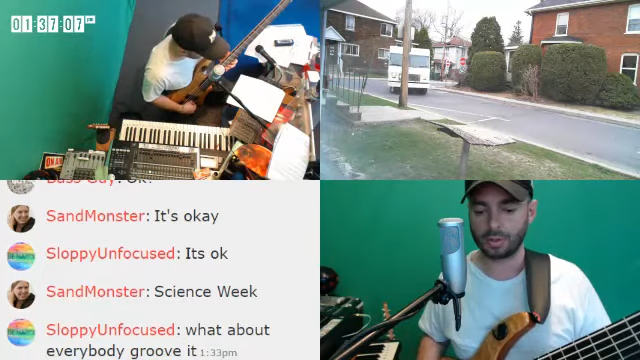 01:37:07 PM
Bass Guy: OK!
SandMonster: It's okay
SloppyUnfocused: Its ok
SandMonster: Science Week
SloppyUnfocused: what about
everybody groove it 1:33pm